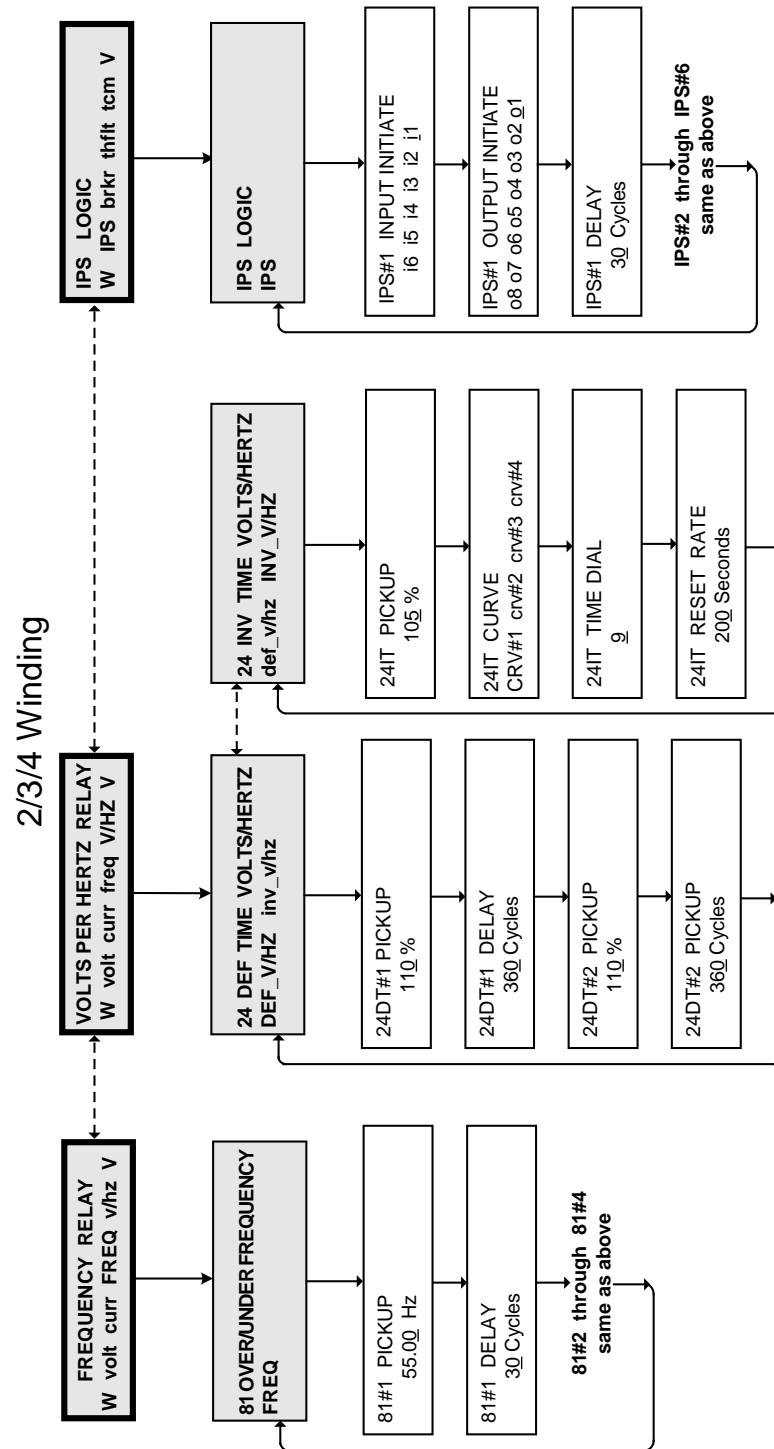 2/3/4 Winding
FREQUENCY RELAY
W volt curr FREQ v/hz V
81 OVER/UNDER FREQUENCY
FREQ
81#1 PICKUP
55.00 Hz
81#1 DELAY
30 Cycles
81#2 through 81#4
same as above
VOLTS PER HERTZ RELAY
W volt curr freq V/HZ V
24 DEF TIME VOLTS/HERTZ
DEF_V/HZ inv_v/hz
24DT#1 PICKUP
110 %
24DT#1 DELAY
360 Cycles
24DT#2 PICKUP
110 %
24DT#2 PICKUP
360 Cycles
24 INV TIME VOLTS/HERTZ
def_v/hz INV_V/HZ
24IT PICKUP
105 %
24IT CURVE
CRV#1 crv#2 crv#3 crv#4
24IT TIME DIAL
9
24IT RESET RATE
200 Seconds
IPS LOGIC
W IPS brkr thflt tcm V
IPS LOGIC
IPS
IPS#1 INPUT INITIATE
i6 i5 i4 i3 i2 i1
IPS#1 OUTPUT INITIATE
o8 o7 o6 o5 o4 o3 o2 o1
IPS#1 DELAY
30 Cycles
IPS#2 through IPS#6
same as above